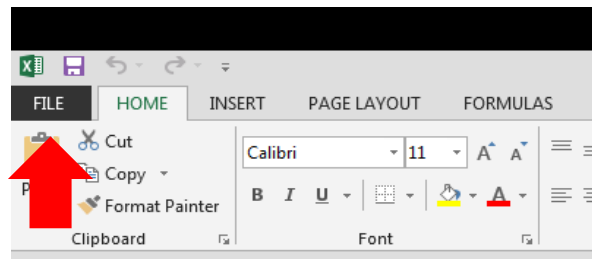 FILE HOME INSERT PAGE LAYOUT FORMULAS
Cut
Calibri 11 A A
Copy
Format Painter
B I U A
Clipboard Font